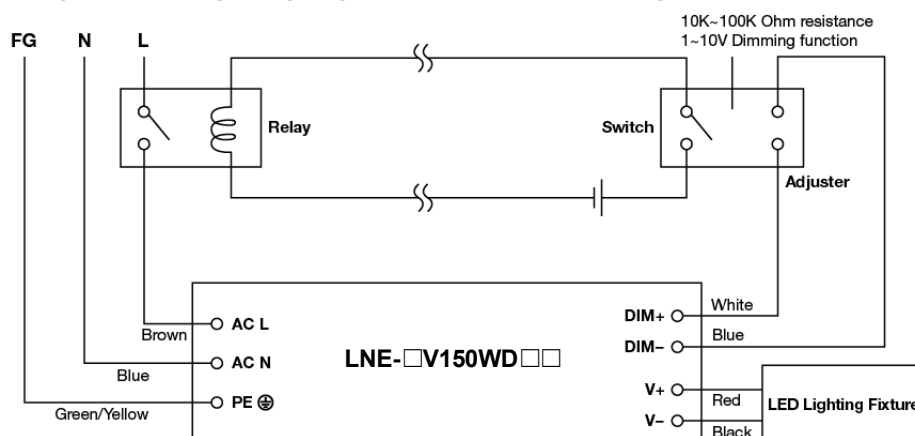 10K~100K Ohm resistance
1~10V Dimming function
FG N L
Relay
Switch
Adjuster
White
DIM+
Brown
AC L
Blue
DIM−
AC N
LNE-□V150WD□□
Blue
V+
Red
LED Lighting Fixture
PE
Green/Yellow
V−
Black